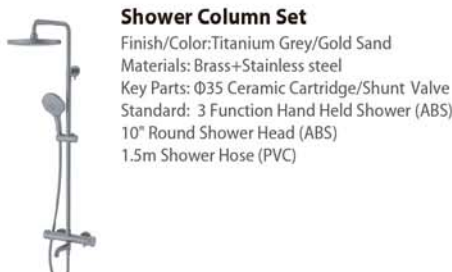 Shower Column Set
Finish/Color:Titanium Grey/Gold Sand
Materials: Brass+Stainless steel
Key Parts: Φ35 Ceramic Cartridge/Shunt Valve
Standard: 3 Function Hand Held Shower (ABS)
10" Round Shower Head (ABS)
1.5m Shower Hose (PVC)